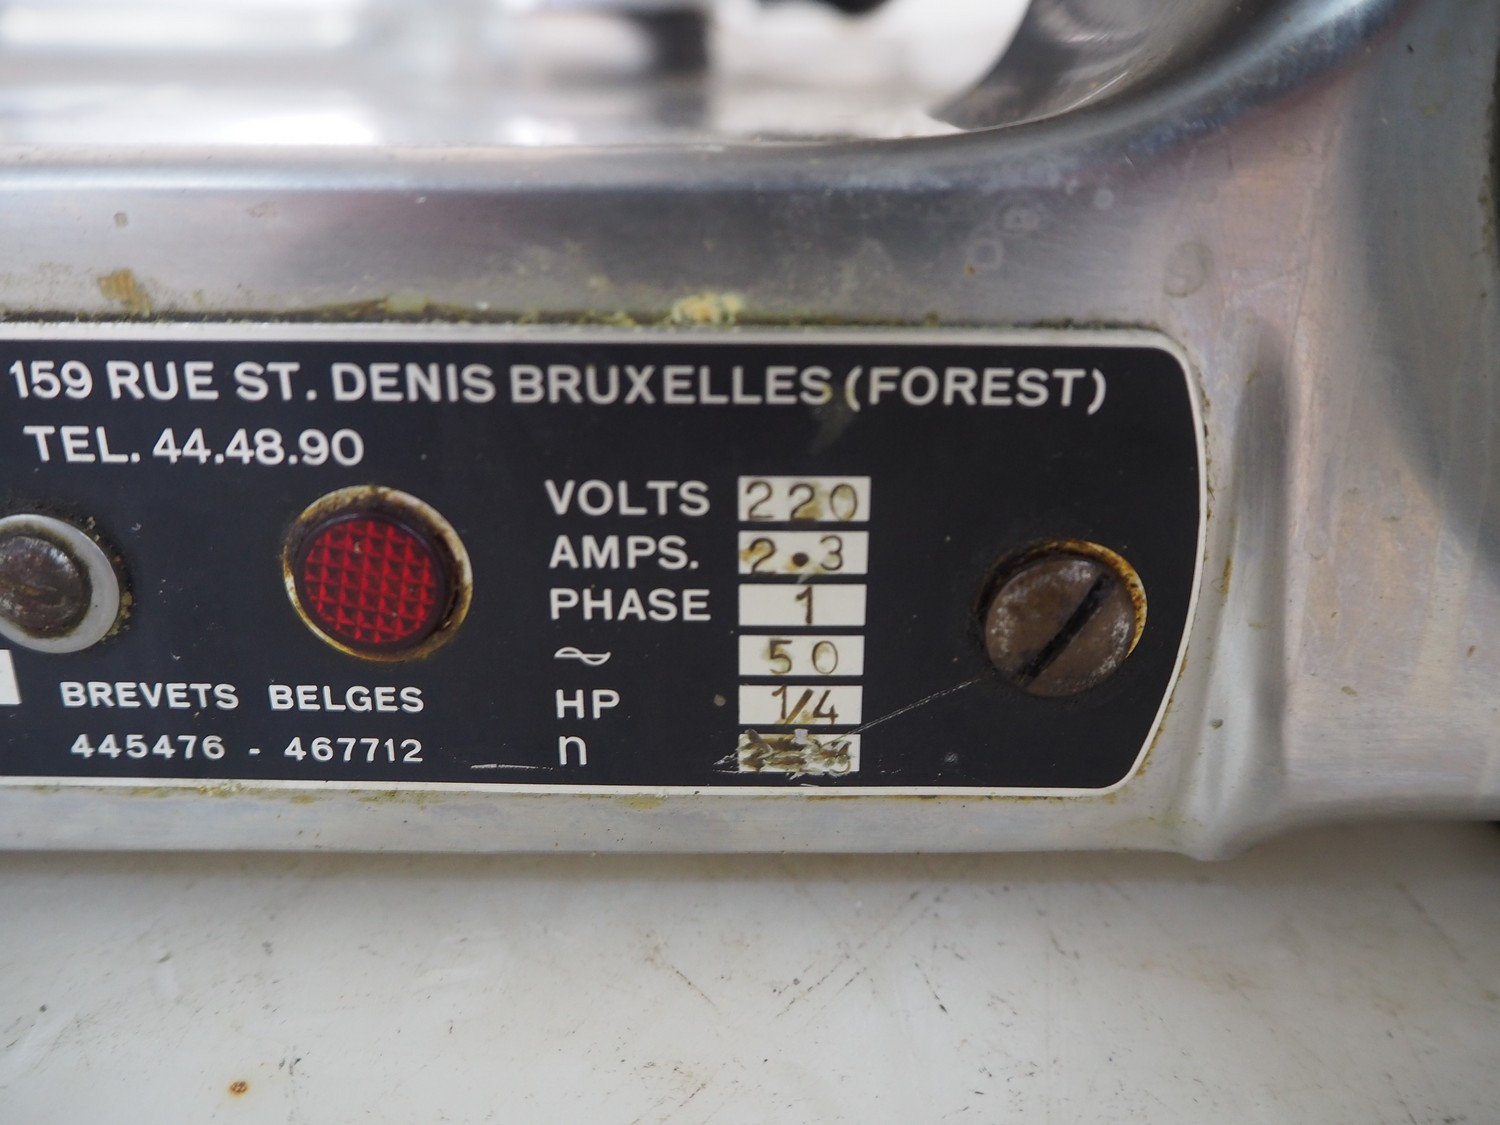 159 RUE ST. DENIS BRUXELLES (FOREST)
TEL. 44.48.90
VOLTS 220
AMPS. 2.3
PHASE 1
~ 50
HP 1/4
n
BREVETS BELGES
445476 - 467712